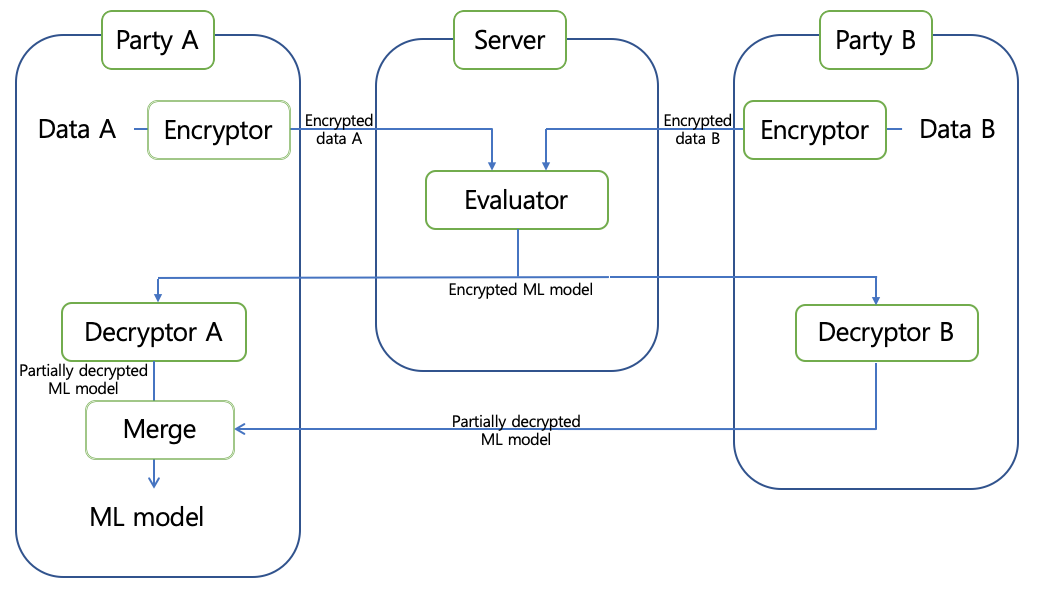 Party A
Server
Party B
Data A
Encryptor
Encrypted
data A
Encrypted
data B
Encryptor
Data B
Evaluator
Encrypted ML model
Decryptor A
Decryptor B
Partially decrypted
ML model
Merge
Partially decrypted
ML model
ML model